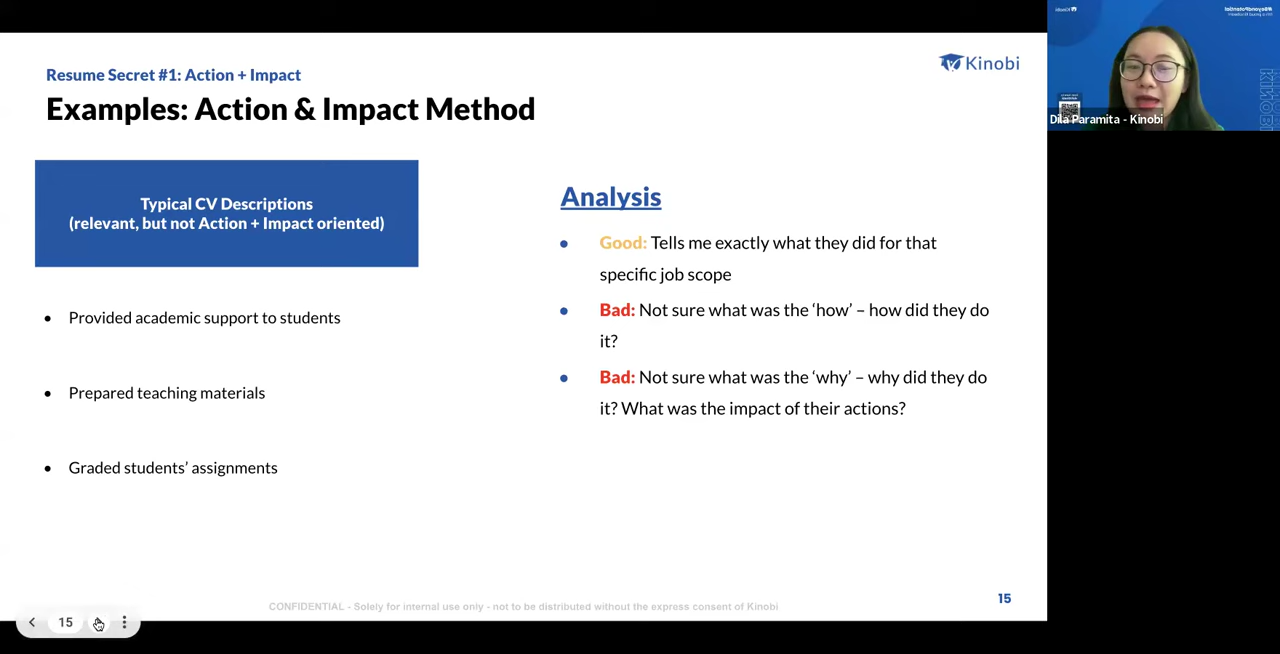 Resume Secret #1: Action + Impact
Kinobi
Examples: Action & Impact Method
Typical CV Descriptions
(relevant, but not Action + Impact oriented)
• Provided academic support to students
• Prepared teaching materials
• Graded students’ assignments
Analysis
• Good: Tells me exactly what they did for that
specific job scope
• Bad: Not sure what was the ‘how’ – how did they do
it?
• Bad: Not sure what was the ‘why’ – why did they do
it? What was the impact of their actions?
CONFIDENTIAL - Solely for internal use only - not to be distributed without the express consent of Kinobi
15
15
Dila Paramita - Kinobi
KINOBI